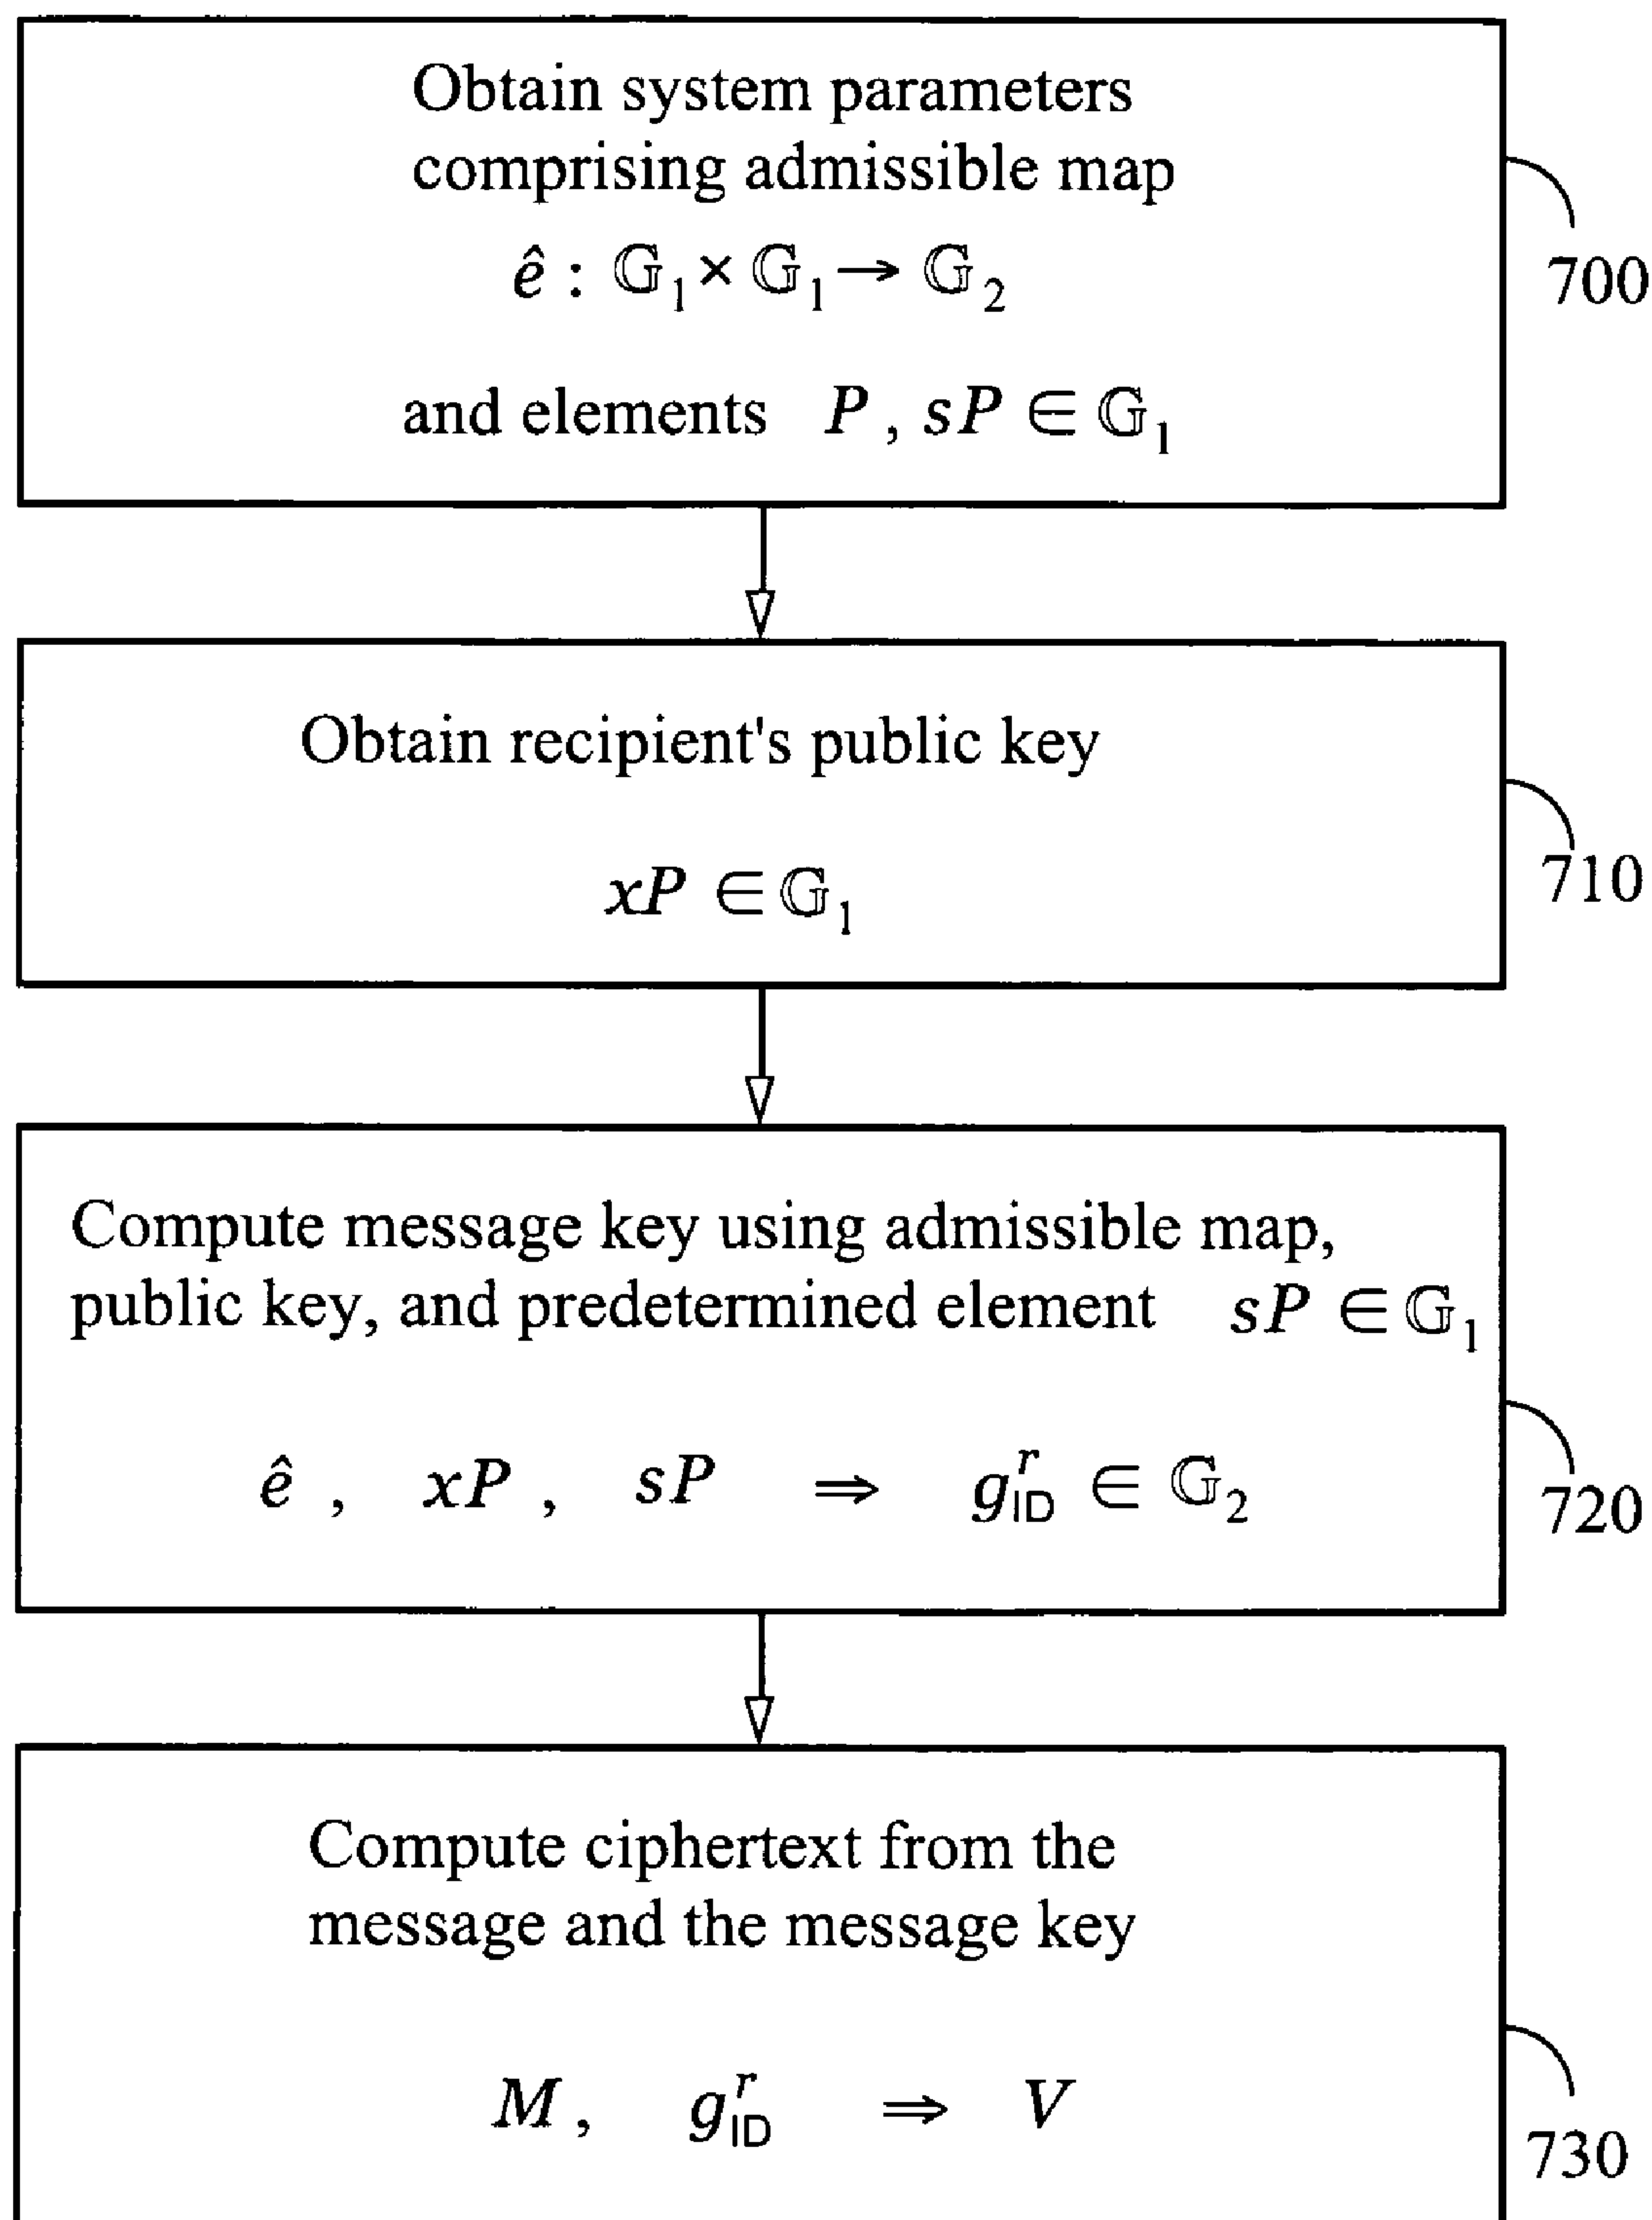 Obtain system parameters
comprising admissible map
ê : 𝔾₁ × 𝔾₁ → 𝔾₂
and elements P , sP ∈ 𝔾₁
700
Obtain recipient's public key
xP ∈ 𝔾₁
710
Compute message key using admissible map,
public key, and predetermined element sP ∈ 𝔾₁
ê , xP , sP ⇒ g_ID^r ∈ 𝔾₂
720
Compute ciphertext from the
message and the message key
M , g_ID^r ⇒ V
730